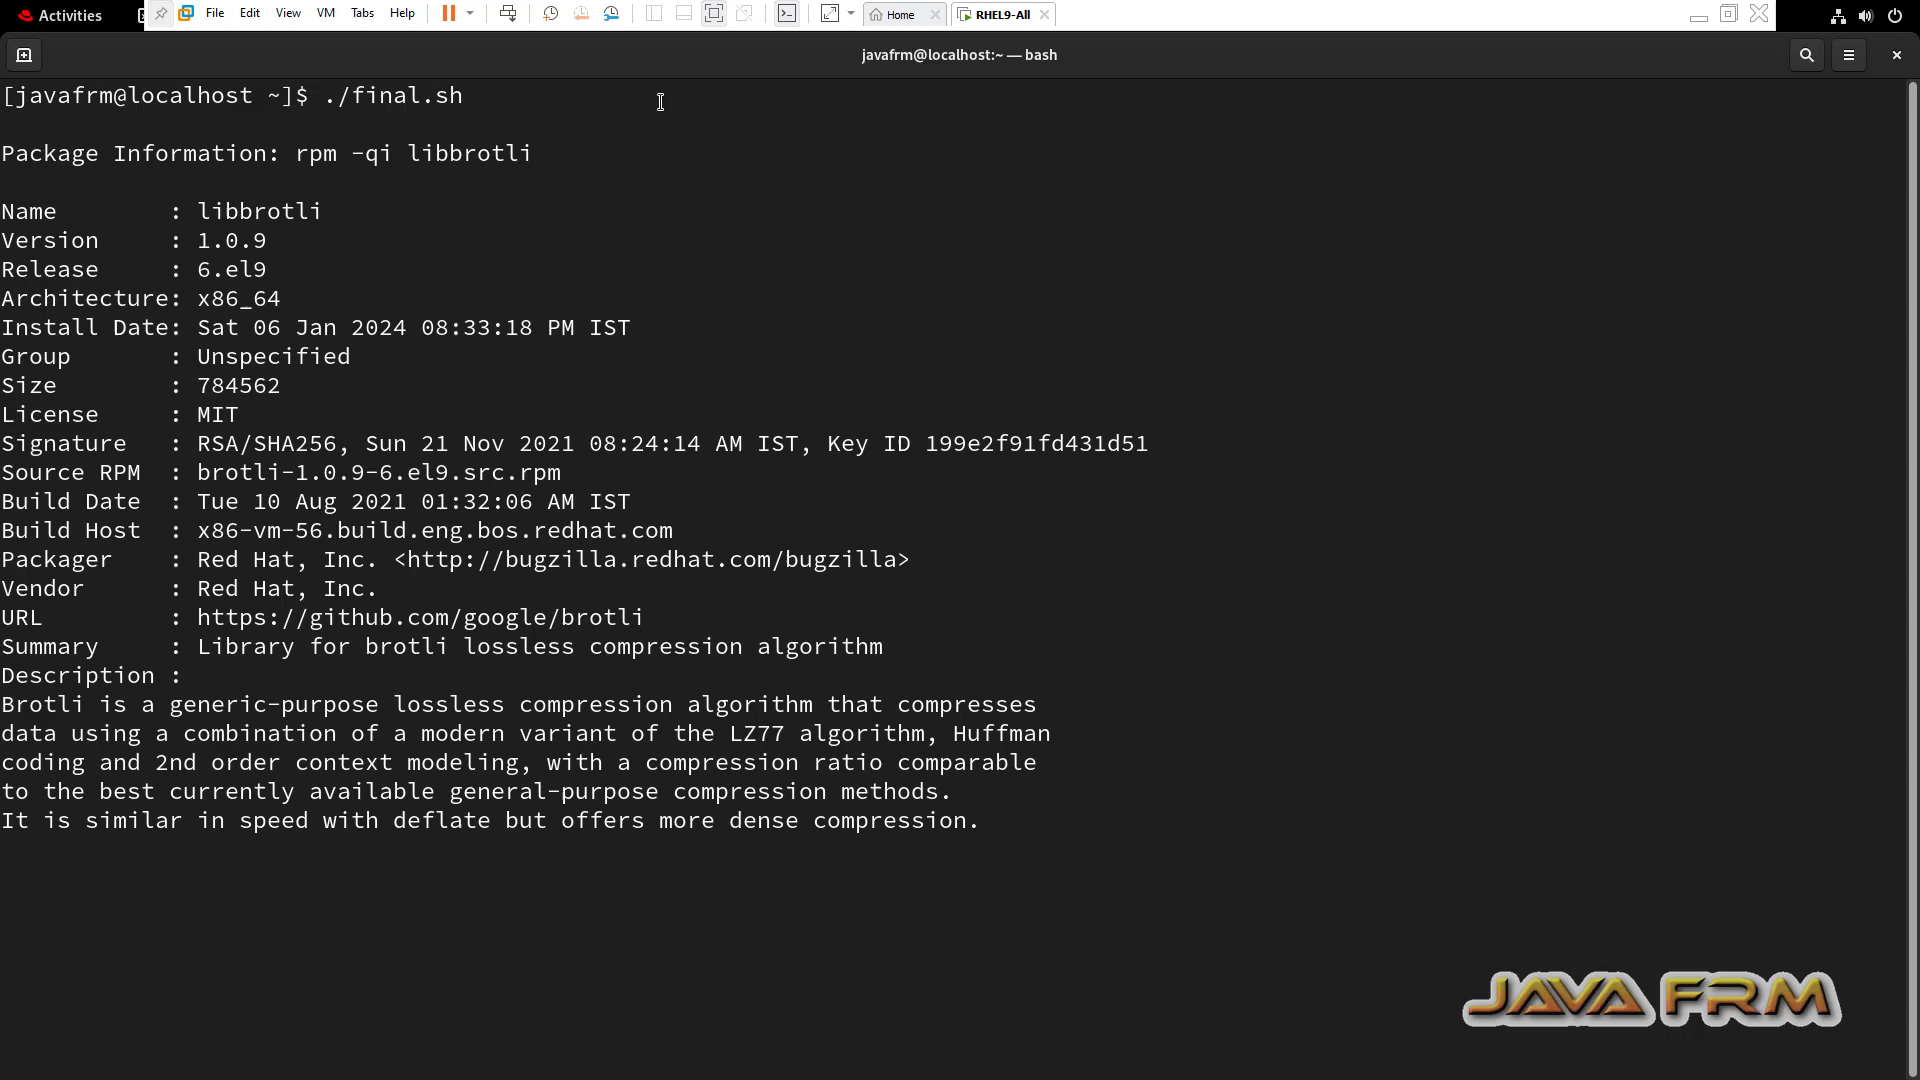 Activities
File Edit View VM Tabs Help
Home
RHEL9-All
javafrm@localhost:~ — bash
[javafrm@localhost ~]$ ./final.sh
Package Information: rpm -qi libbrotli
Name        : libbrotli
Version     : 1.0.9
Release     : 6.el9
Architecture: x86_64
Install Date: Sat 06 Jan 2024 08:33:18 PM IST
Group       : Unspecified
Size        : 784562
License     : MIT
Signature   : RSA/SHA256, Sun 21 Nov 2021 08:24:14 AM IST, Key ID 199e2f91fd431d51
Source RPM  : brotli-1.0.9-6.el9.src.rpm
Build Date  : Tue 10 Aug 2021 01:32:06 AM IST
Build Host  : x86-vm-56.build.eng.bos.redhat.com
Packager    : Red Hat, Inc. <http://bugzilla.redhat.com/bugzilla>
Vendor      : Red Hat, Inc.
URL         : https://github.com/google/brotli
Summary     : Library for brotli lossless compression algorithm
Description :
Brotli is a generic-purpose lossless compression algorithm that compresses
data using a combination of a modern variant of the LZ77 algorithm, Huffman
coding and 2nd order context modeling, with a compression ratio comparable
to the best currently available general-purpose compression methods.
It is similar in speed with deflate but offers more dense compression.
JAVA FRM